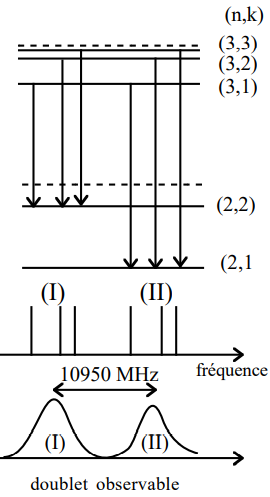 (n,k)
(3,3)
(3,2)
(3,1)
(2,2)
(2,1
(I) (II)
fréquence
10950 MHz
(I) (II)
doublet observable